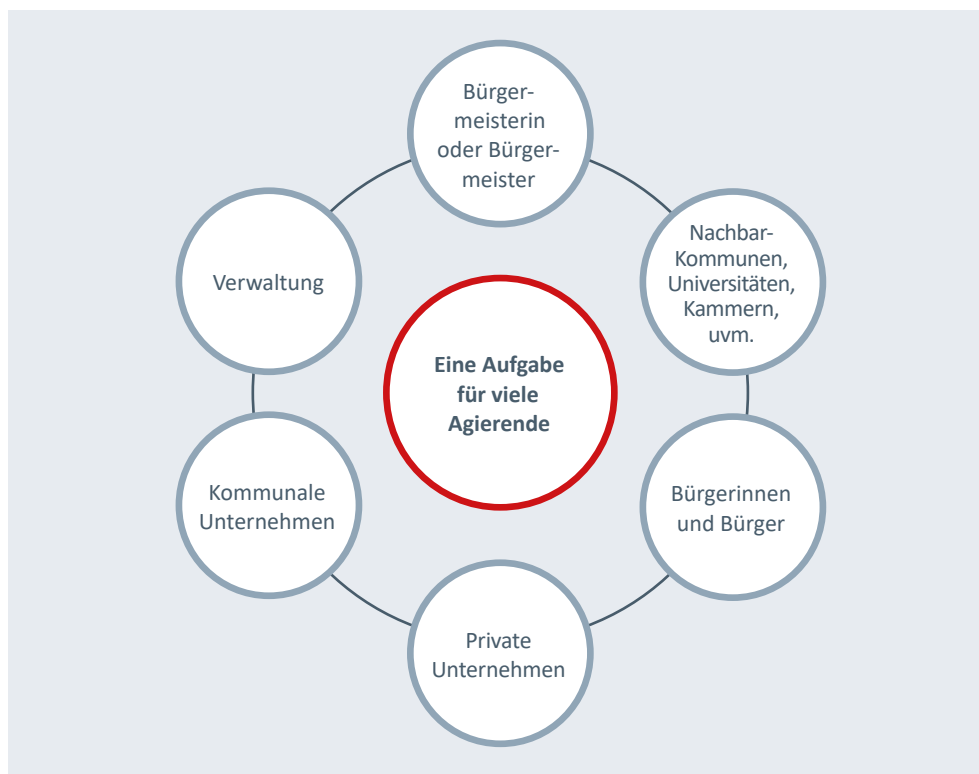 Bürger-
meisterin
oder Bürger-
meister
Nachbar-
Kommunen,
Universitäten,
Kammern,
uvm.
Verwaltung
Eine Aufgabe
für viele
Agierende
Kommunale
Unternehmen
Bürgerinnen
und Bürger
Private
Unternehmen